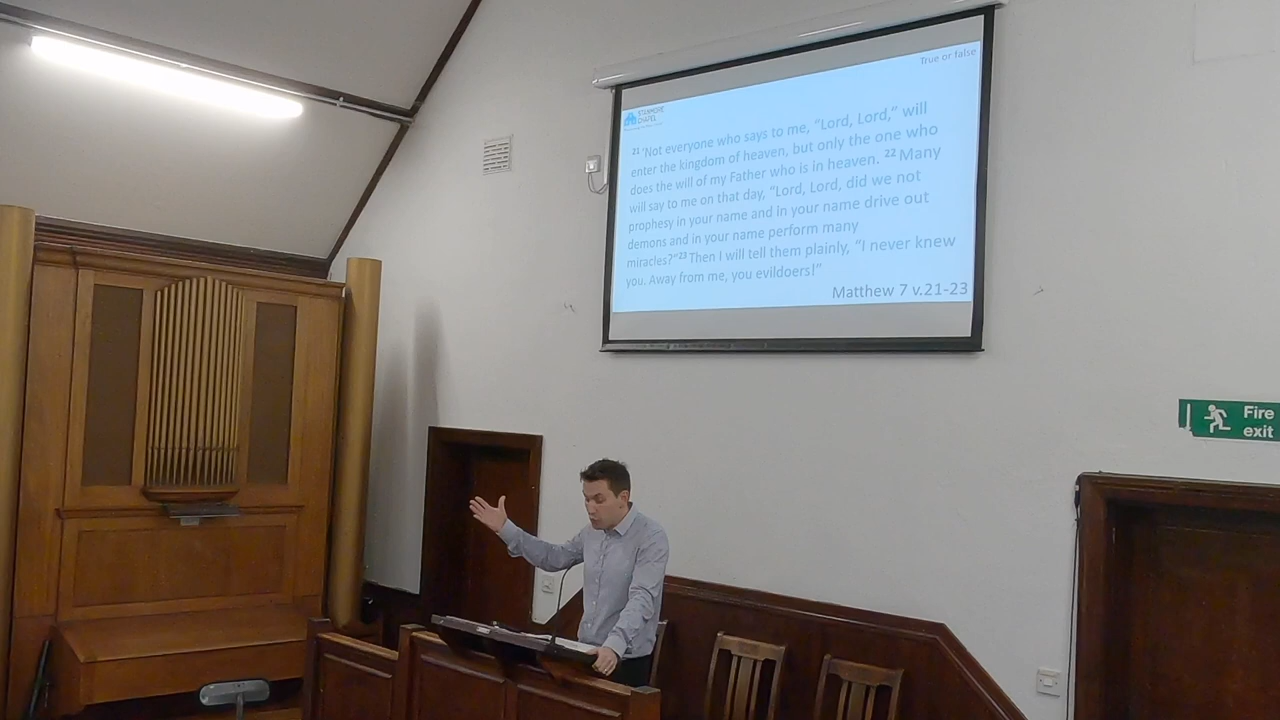 True or false
STANMORE
CHAPEL
²¹ ‘Not everyone who says to me, “Lord, Lord,” will
enter the kingdom of heaven, but only the one who
does the will of my Father who is in heaven. ²² Many
will say to me on that day, “Lord, Lord, did we not
prophesy in your name and in your name drive out
demons and in your name perform many
miracles?”²³ Then I will tell them plainly, “I never knew
you. Away from me, you evildoers!”
Matthew 7 v.21-23
Fire
exit